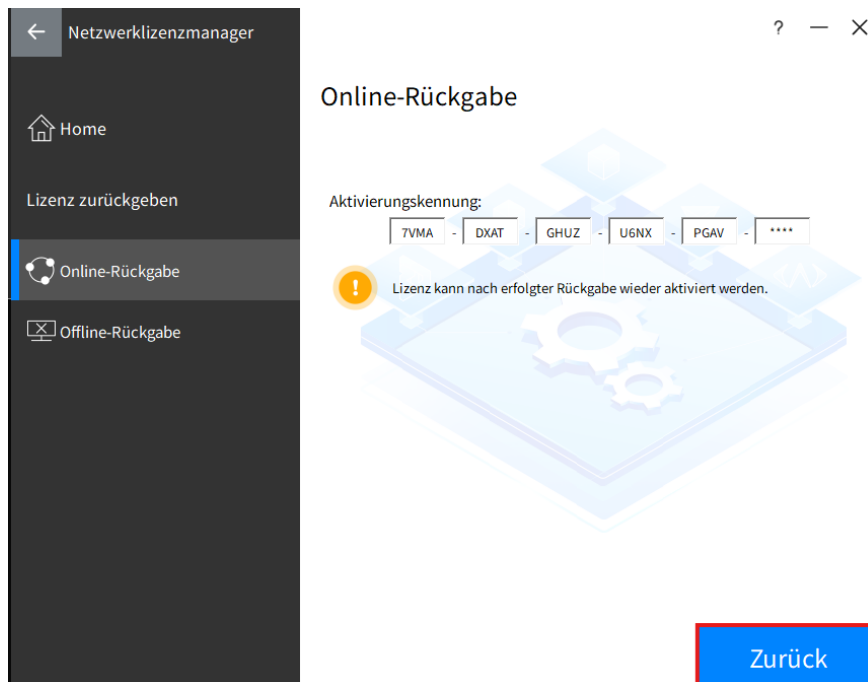 Netzwerklizenzmanager
?
Online-Rückgabe
Home
Lizenz zurückgeben
Aktivierungskennung:
7VMA - DXAT - GHUZ - U6NX - PGAV - ****
Online-Rückgabe
! Lizenz kann nach erfolgter Rückgabe wieder aktiviert werden.
Offline-Rückgabe
Zurück